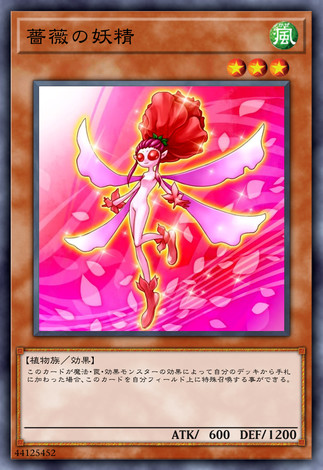 薔薇の妖精
風
【植物族／効果】
このカードが魔法・罠・効果モンスターの効果によって自分のデッキから手札
に加わった場合、このカードを自分フィールド上に特殊召喚する事ができる。
ATK/ 600 DEF/1200
44125452